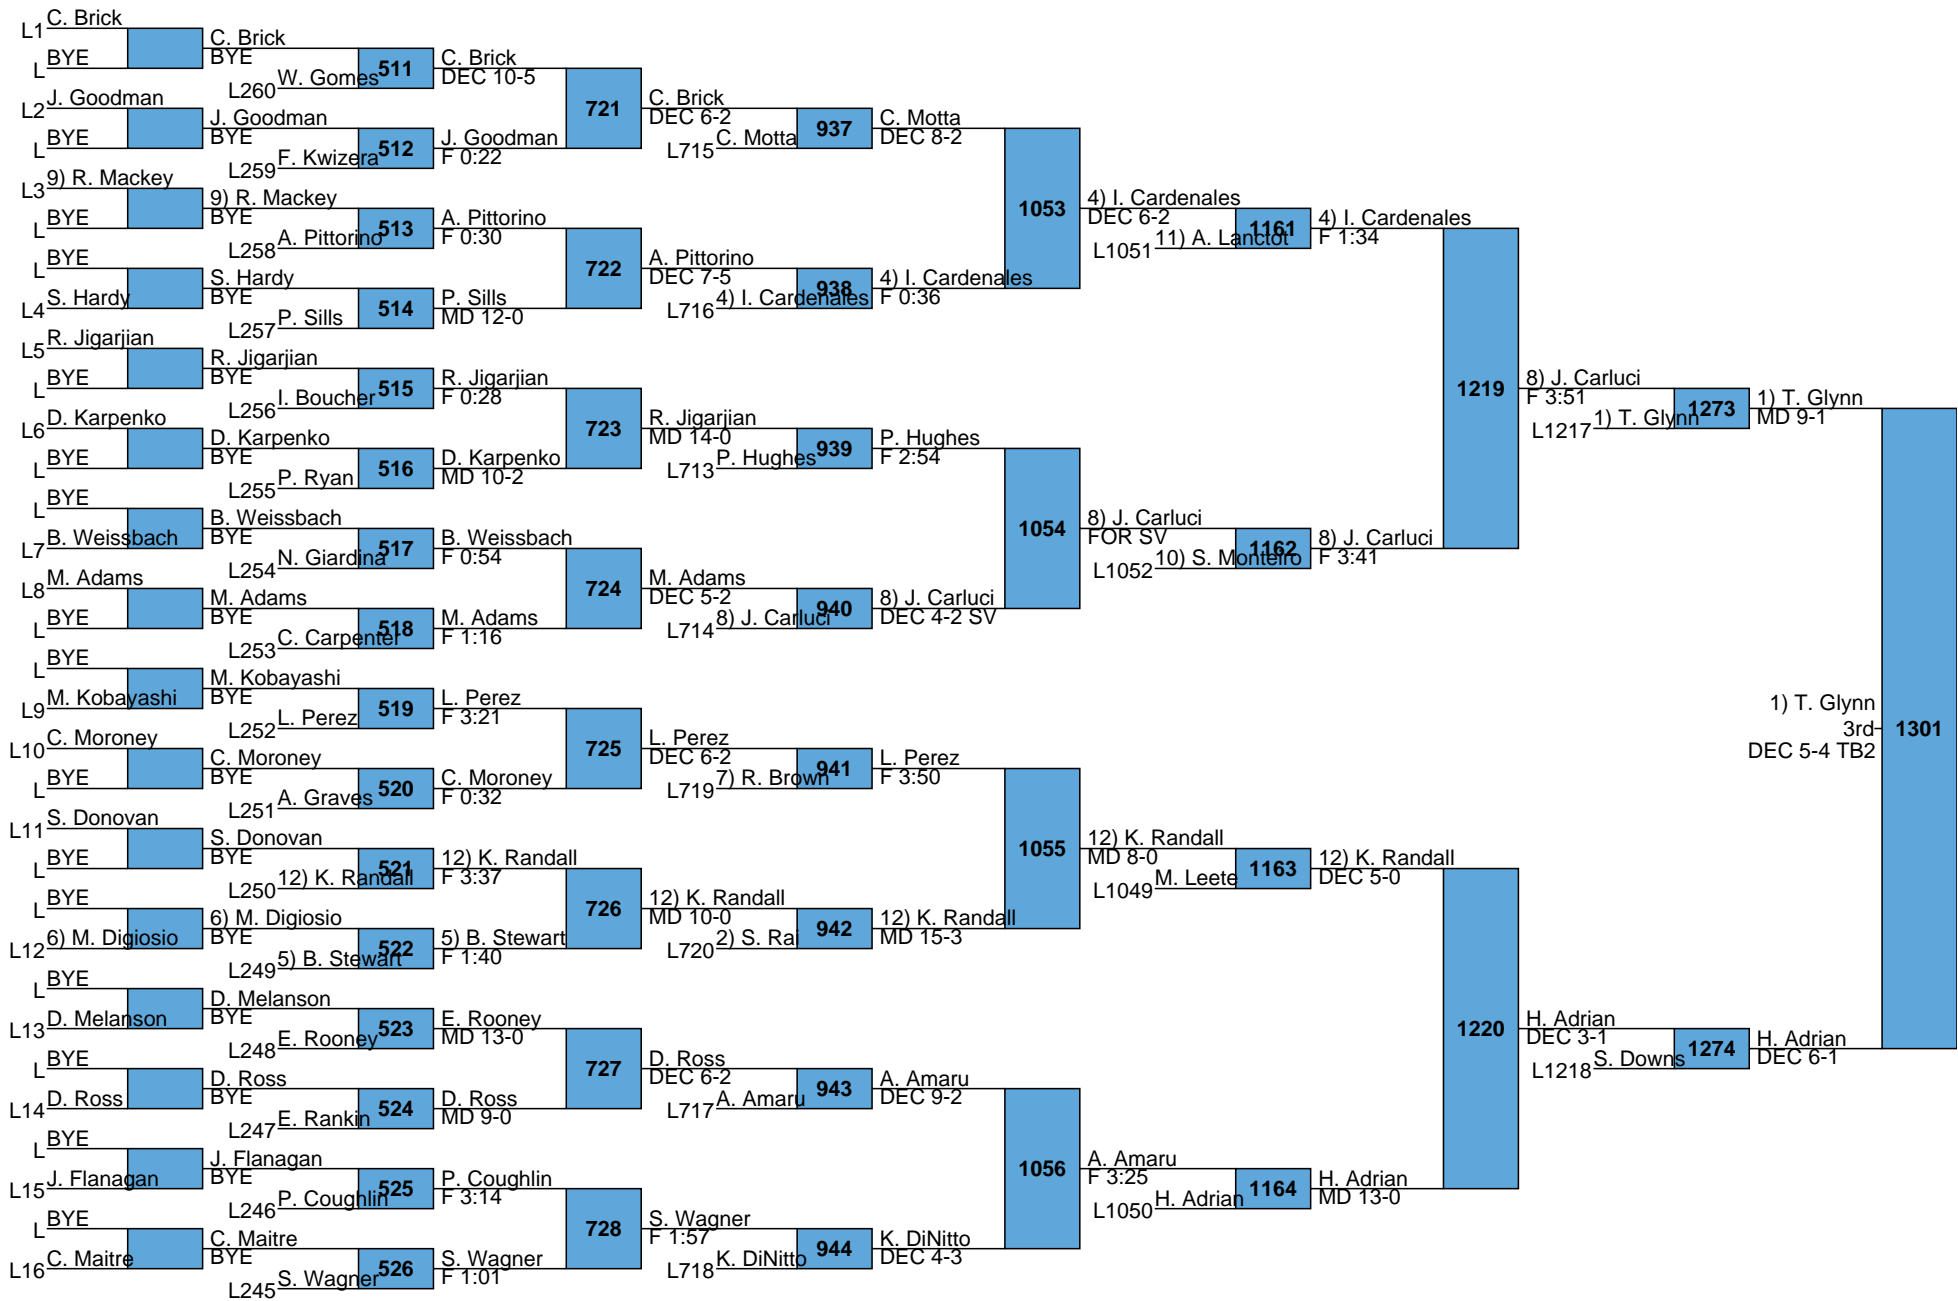 C. Brick
L1
BYE
L
J. Goodman
L2
BYE
L
9) R. Mackey
L3
BYE
L
BYE
L
S. Hardy
L4
R. Jigarjian
L5
BYE
L
D. Karpenko
L6
BYE
L
BYE
L
B. Weissbach
L7
M. Adams
L8
BYE
L
BYE
L
M. Kobayashi
L9
C. Moroney
L10
BYE
L
S. Donovan
L11
BYE
L
BYE
L
6) M. Digiosio
L12
BYE
L
D. Melanson
L13
BYE
L
D. Ross
L14
BYE
L
J. Flanagan
L15
BYE
L
C. Maitre
L16
C. Brick
BYE
W. Gomes
L260
511
J. Goodman
BYE
F. Kwizera
L259
512
9) R. Mackey
BYE
A. Pittorino
L258
513
S. Hardy
BYE
P. Sills
L257
514
R. Jigarjian
BYE
I. Boucher
L256
515
D. Karpenko
BYE
P. Ryan
L255
516
B. Weissbach
BYE
N. Giardina
L254
517
M. Adams
BYE
C. Carpenter
L253
518
M. Kobayashi
BYE
L. Perez
L252
519
C. Moroney
BYE
A. Graves
L251
520
S. Donovan
BYE
12) K. Randall
L250
521
6) M. Digiosio
BYE
5) B. Stewart
L249
522
D. Melanson
BYE
E. Rooney
L248
523
D. Ross
BYE
E. Rankin
L247
524
J. Flanagan
BYE
P. Coughlin
L246
525
C. Maitre
BYE
S. Wagner
L245
526
C. Brick
DEC 10-5
721
J. Goodman
F 0:22
A. Pittorino
F 0:30
722
P. Sills
MD 12-0
R. Jigarjian
F 0:28
723
D. Karpenko
MD 10-2
B. Weissbach
F 0:54
724
M. Adams
F 1:16
L. Perez
F 3:21
725
C. Moroney
F 0:32
12) K. Randall
F 3:37
726
5) B. Stewart
F 1:40
E. Rooney
MD 13-0
727
D. Ross
MD 9-0
P. Coughlin
F 3:14
728
S. Wagner
F 1:01
C. Brick
DEC 6-2
C. Motta
L715
937
A. Pittorino
DEC 7-5
4) I. Cardenales
L716
938
R. Jigarjian
MD 14-0
P. Hughes
L713
939
M. Adams
DEC 5-2
8) J. Carluci
L714
940
L. Perez
DEC 6-2
7) R. Brown
L719
941
12) K. Randall
MD 10-0
2) S. Rai
L720
942
D. Ross
DEC 6-2
A. Amaru
L717
943
S. Wagner
F 1:57
K. DiNitto
L718
944
C. Motta
DEC 8-2
1053
4) I. Cardenales
F 0:36
P. Hughes
F 2:54
1054
8) J. Carluci
DEC 4-2 SV
L. Perez
F 3:50
1055
12) K. Randall
MD 15-3
A. Amaru
DEC 9-2
1056
K. DiNitto
DEC 4-3
4) I. Cardenales
DEC 6-2
11) A. Lanctot
L1051
1161
8) J. Carluci
FOR SV
10) S. Monteiro
L1052
1162
12) K. Randall
MD 8-0
M. Leete
L1049
1163
A. Amaru
F 3:25
H. Adrian
L1050
1164
4) I. Cardenales
F 1:34
1219
8) J. Carluci
F 3:41
12) K. Randall
DEC 5-0
1220
H. Adrian
MD 13-0
8) J. Carluci
F 3:51
1) T. Glynn
L1217
1273
H. Adrian
DEC 3-1
S. Downs
L1218
1274
1) T. Glynn
MD 9-1
H. Adrian
DEC 6-1
1) T. Glynn
3rd
DEC 5-4 TB2
1301